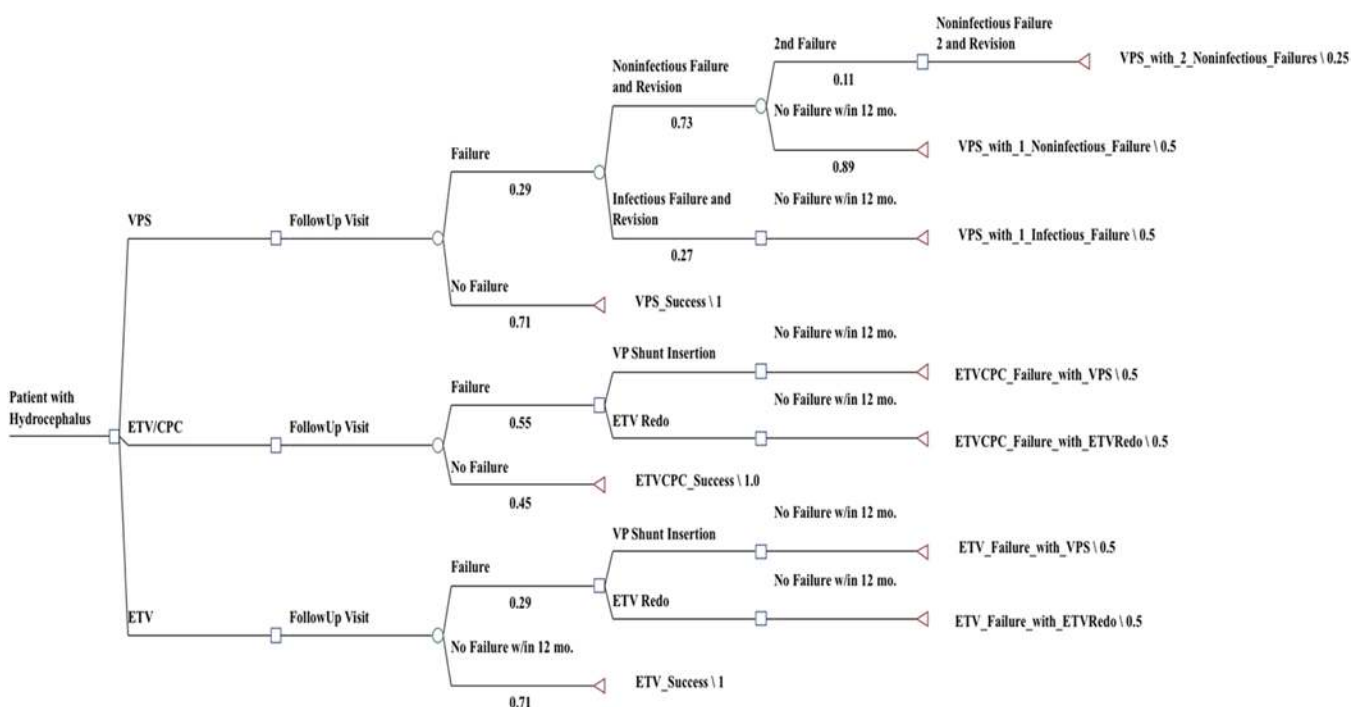 Noninfectious Failure
2 and Revision
2nd Failure
VPS_with_2_Noninfectious_Failures \ 0.25
0.11
Noninfectious Failure
and Revision
No Failure w/in 12 mo.
0.73
VPS_with_1_Noninfectious_Failure \ 0.5
0.89
Failure
0.29
Infectious Failure and
Revision
No Failure w/in 12 mo.
0.27
VPS_with_1_Infectious_Failure \ 0.5
VPS
FollowUp Visit
No Failure
0.71
VPS_Success \ 1
No Failure w/in 12 mo.
VP Shunt Insertion
ETVCPC_Failure_with_VPS \ 0.5
Failure
0.55
No Failure w/in 12 mo.
ETV Redo
ETVCPC_Failure_with_ETVRedo \ 0.5
Patient with
Hydrocephalus
ETV/CPC
FollowUp Visit
No Failure
0.45
ETVCPC_Success \ 1.0
No Failure w/in 12 mo.
VP Shunt Insertion
ETV_Failure_with_VPS \ 0.5
Failure
0.29
No Failure w/in 12 mo.
ETV Redo
ETV_Failure_with_ETVRedo \ 0.5
ETV
FollowUp Visit
No Failure w/in 12 mo.
0.71
ETV_Success \ 1